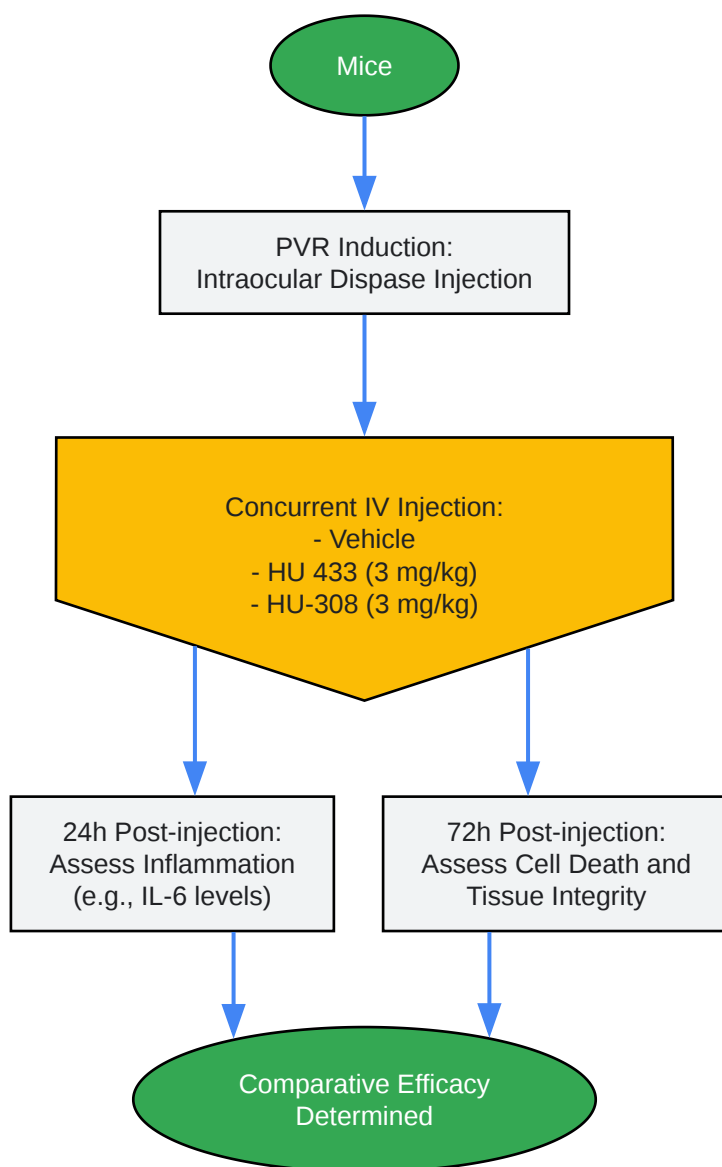 Mice
PVR Induction:
Intraocular Dispase Injection
Concurrent IV Injection:
- Vehicle
- HU 433 (3 mg/kg)
- HU-308 (3 mg/kg)
24h Post-injection:
Assess Inflammation
(e.g., IL-6 levels)
72h Post-injection:
Assess Cell Death and
Tissue Integrity
Comparative Efficacy
Determined